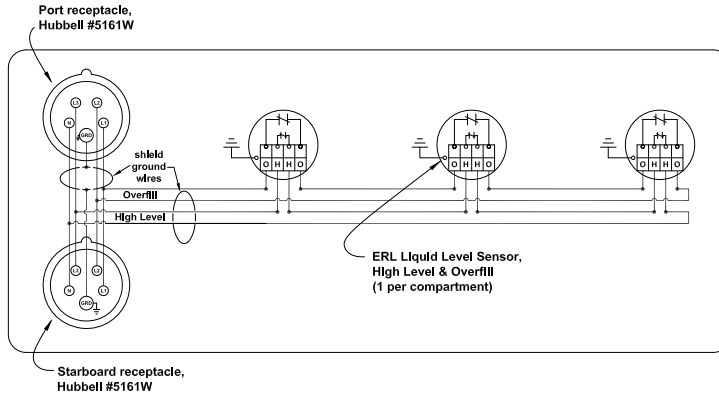 Port receptacle,
Hubbell #5161W
L3 L2
N L1
GRD
shield
ground
wires
Overfill
High Level
O H H O
O H H O
O H H O
ERL Liquid Level Sensor,
High Level & Overfill
(1 per compartment)
L3 L2
N L1
GRD
Starboard receptacle,
Hubbell #5161W